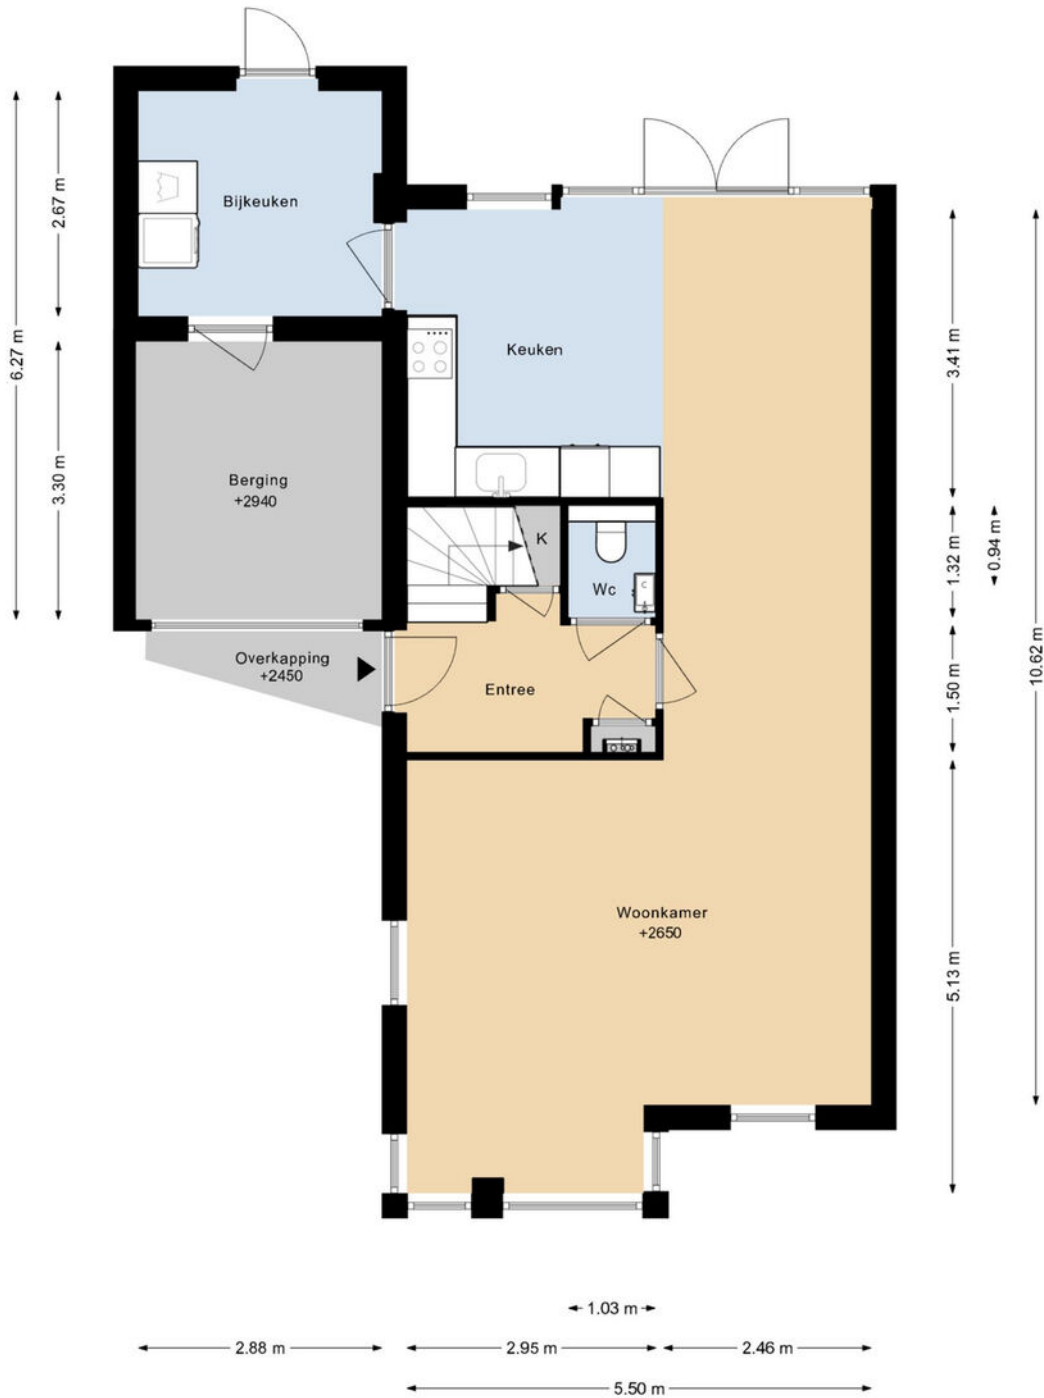 Bijkeuken
Keuken
Berging
+2940
K
Wc
Overkapping
+2450
Entree
Woonkamer
+2650
6.27 m
2.67 m
3.30 m
3.41 m
1.32 m
0.94 m
1.50 m
10.62 m
5.13 m
1.03 m
2.88 m
2.95 m
2.46 m
5.50 m